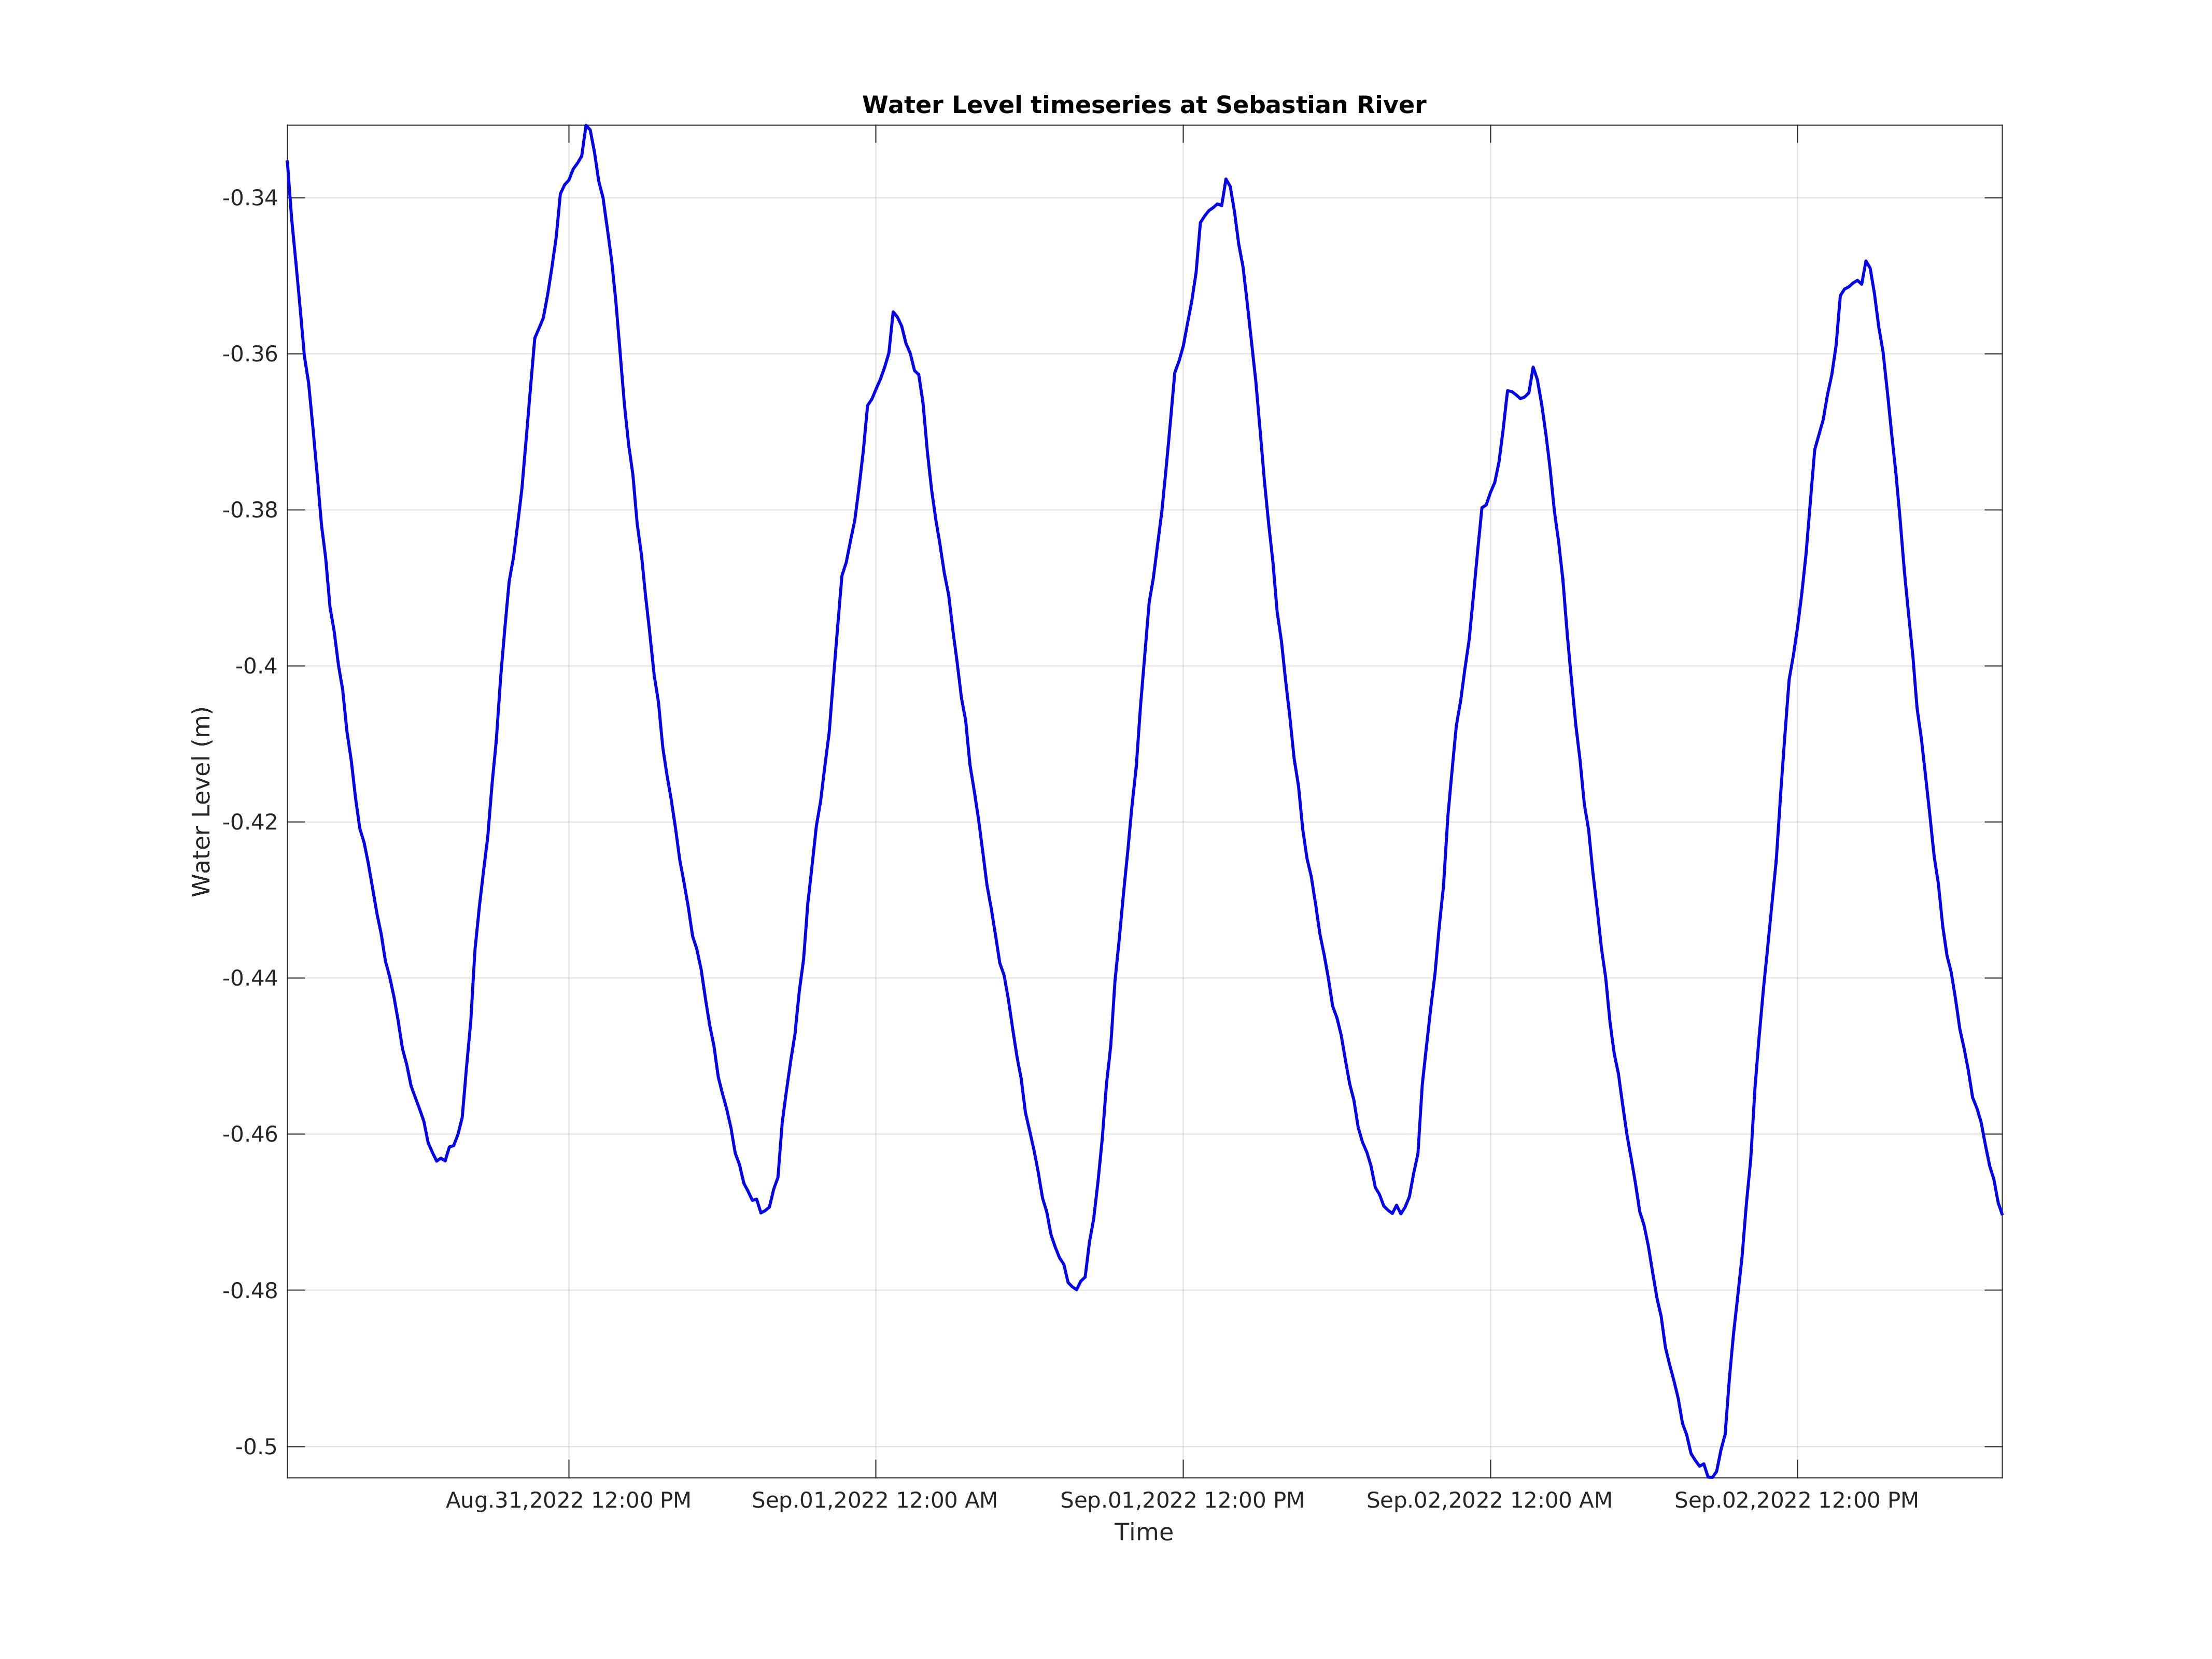 Water Level timeseries at Sebastian River
-0.34
-0.36
-0.38
-0.4
-0.42
-0.44
-0.46
-0.48
-0.5
Water Level (m)
Aug.31,2022 12:00 PM
Sep.01,2022 12:00 AM
Sep.01,2022 12:00 PM
Sep.02,2022 12:00 AM
Sep.02,2022 12:00 PM
Time